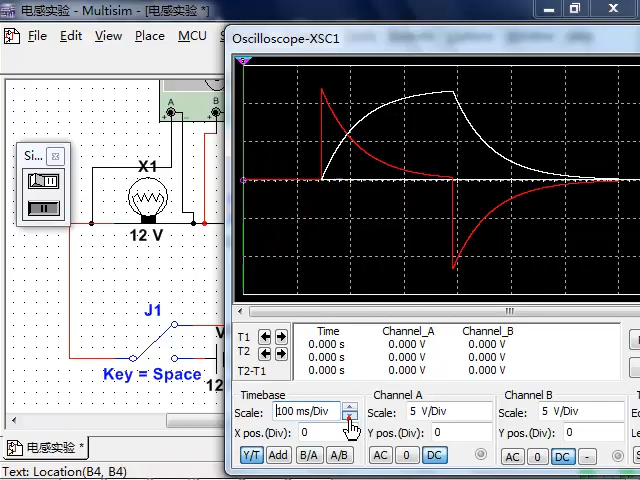 电感实验 - Multisim - [电感实验 *]
File Edit View Place MCU S
Oscilloscope-XSC1
A B
Si...
X1
12 V
J1
Key = Space
V
12
T1
T2
T2-T1
Time Channel_A Channel_B
0.000 s 0.000 V 0.000 V
0.000 s 0.000 V 0.000 V
0.000 s 0.000 V 0.000 V
Timebase
Scale: 100 ms/Div
X pos.(Div): 0
Y/T Add B/A A/B
Channel A
Scale: 5 V/Div
Y pos.(Div): 0
AC 0 DC
Channel B
Scale: 5 V/Div
Y pos.(Div): 0
AC 0 DC -
T
Ed
Le
电感实验 *
Text: Location(B4, B4)